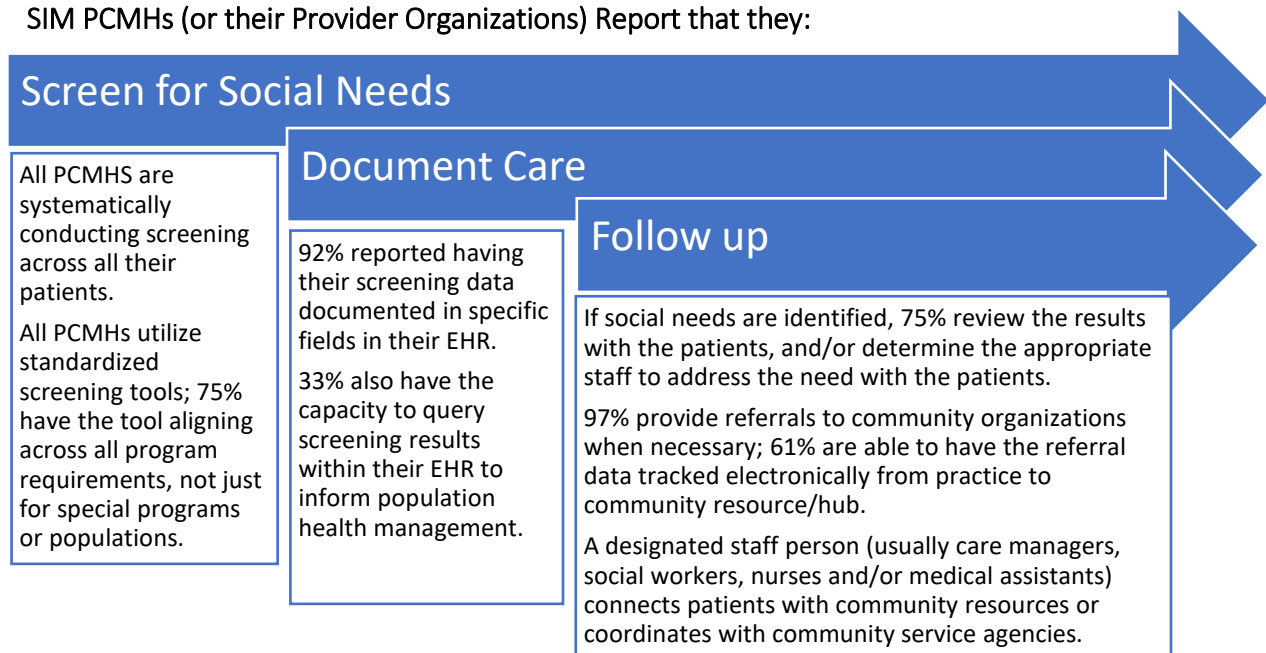 SIM PCMHs (or their Provider Organizations) Report that they:
Screen for Social Needs
All PCMHS are
systematically
conducting screening
across all their
patients.
All PCMHs utilize
standardized
screening tools; 75%
have the tool aligning
across all program
requirements, not just
for special programs
or populations.
Document Care
92% reported having
their screening data
documented in specific
fields in their EHR.
33% also have the
capacity to query
screening results
within their EHR to
inform population
health management.
Follow up
If social needs are identified, 75% review the results
with the patients, and/or determine the appropriate
staff to address the need with the patients.
97% provide referrals to community organizations
when necessary; 61% are able to have the referral
data tracked electronically from practice to
community resource/hub.
A designated staff person (usually care managers,
social workers, nurses and/or medical assistants)
connects patients with community resources or
coordinates with community service agencies.